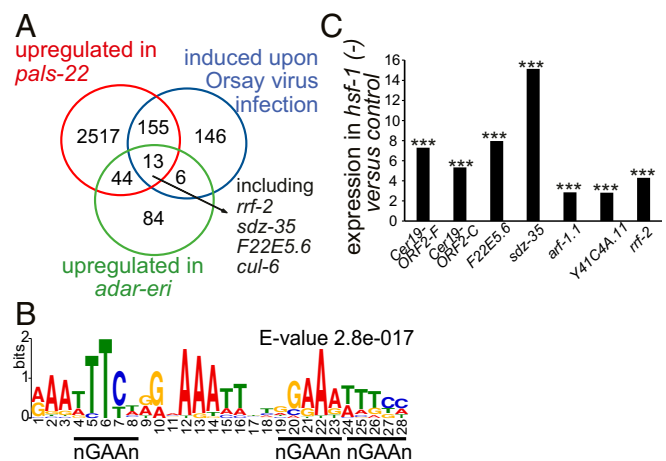 A
upregulated in
pals-22
induced upon
Orsay virus
infection
2517
155
146
13
44
6
84
including
rrf-2
sdz-35
F22E5.6
cul-6
upregulated in
adar-eri
B
E-value 2.8e-017
bits
2
1
0
1 2 3 4 5 6 7 8 9 10 11 12 13 14 15 16 17 18 19 20 21 22 23 24 25 26 27 28
nGAAn nGAAn nGAAn
C
expression in hsf-1 (-)
versus control
16
14
12
10
8
6
4
2
0
*** *** *** *** *** *** ***
Cer19-
ORF2-F
Cer19-
ORF2-C
F22E5.6
sdz-35
arf-1.1
Y41C4A.11
rrf-2